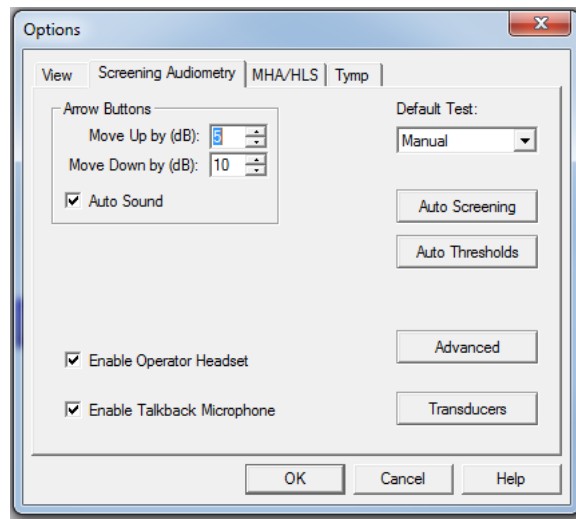 Options
View Screening Audiometry MHA/HLS Tymp
Arrow Buttons
Move Up by (dB): 5
Move Down by (dB): 10
Auto Sound
Default Test:
Manual
Auto Screening
Auto Thresholds
Enable Operator Headset
Advanced
Enable Talkback Microphone
Transducers
OK Cancel Help